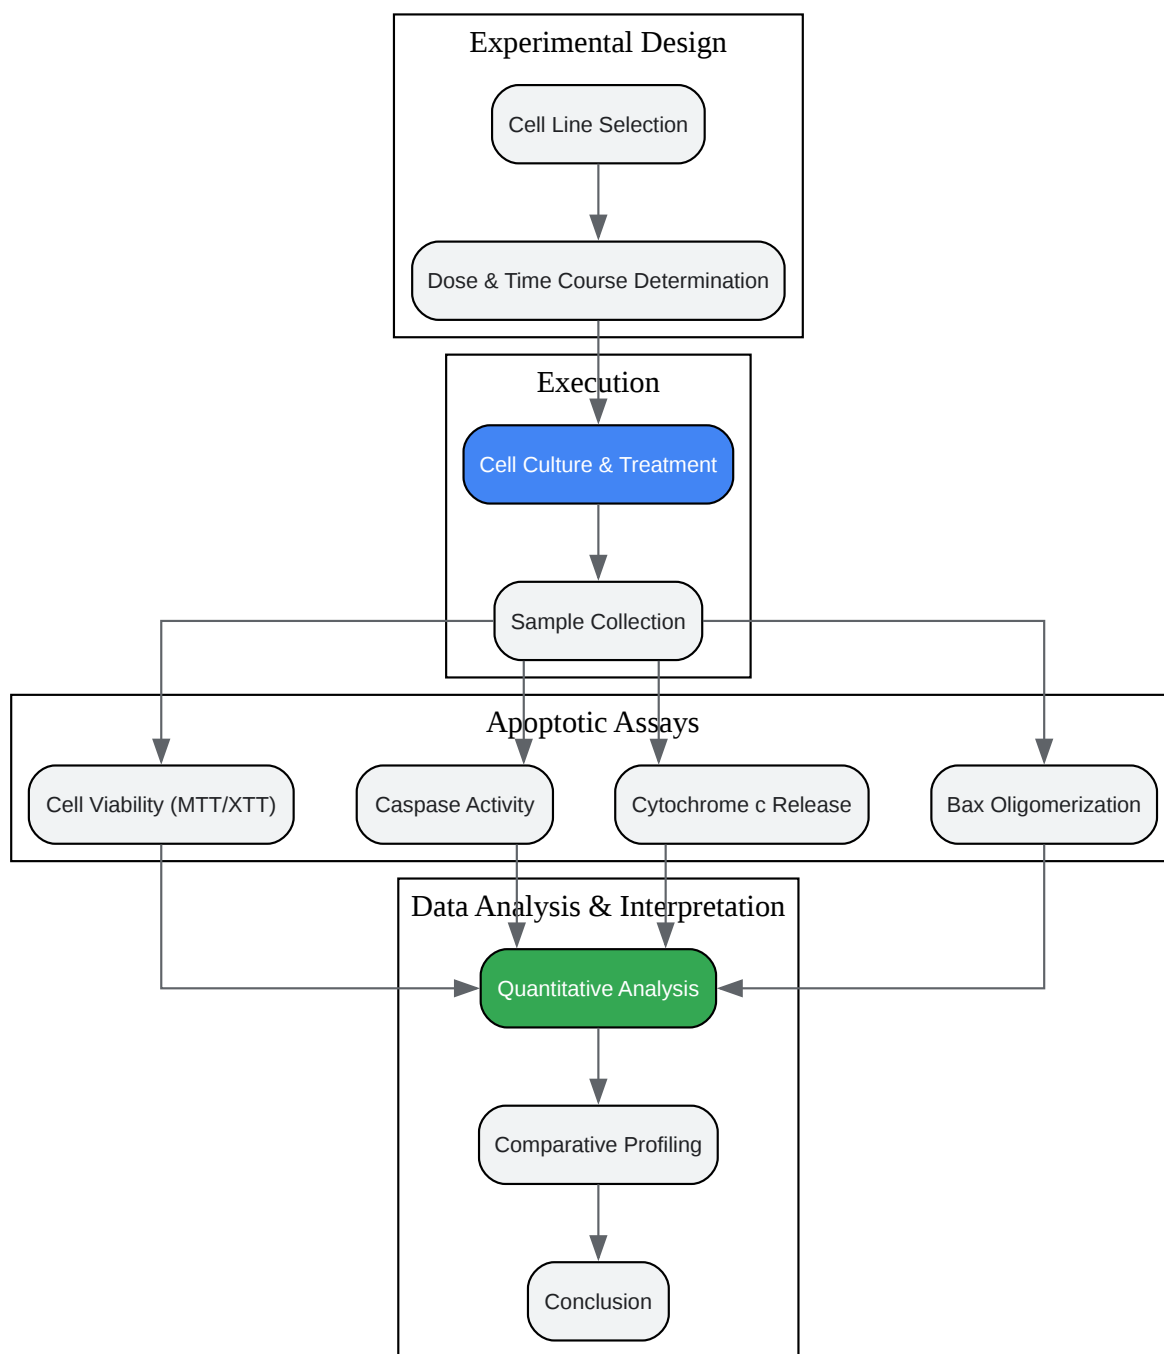 Experimental Design
Cell Line Selection
Dose & Time Course Determination
Execution
Cell Culture & Treatment
Sample Collection
Apoptotic Assays
Cell Viability (MTT/XTT)
Caspase Activity
Cytochrome c Release
Bax Oligomerization
Data Analysis & Interpretation
Quantitative Analysis
Comparative Profiling
Conclusion